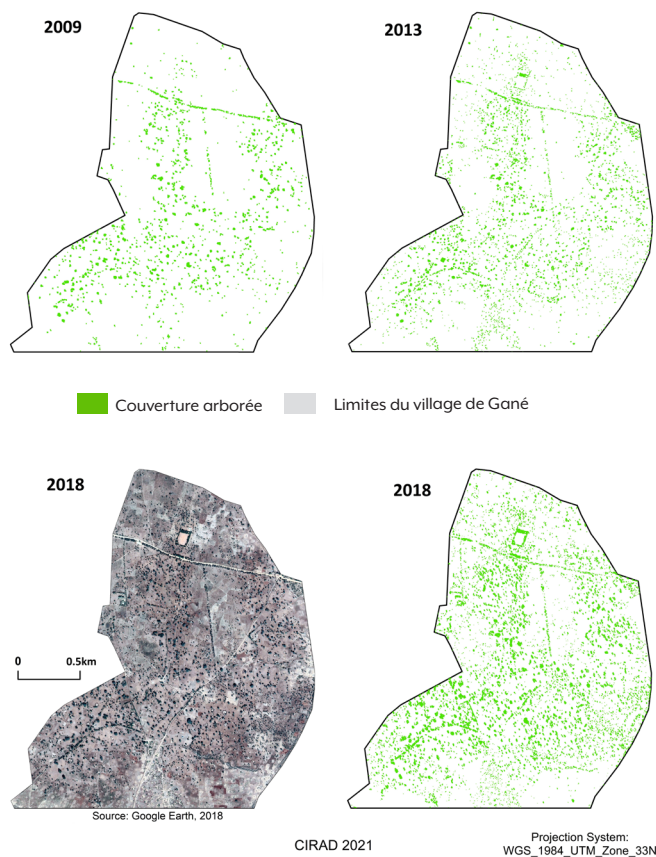 2009
2013
Couverture arborée
Limites du village de Gané
2018
2018
0 0.5km
Source: Google Earth, 2018
CIRAD 2021
Projection System:
WGS_1984_UTM_Zone_33N